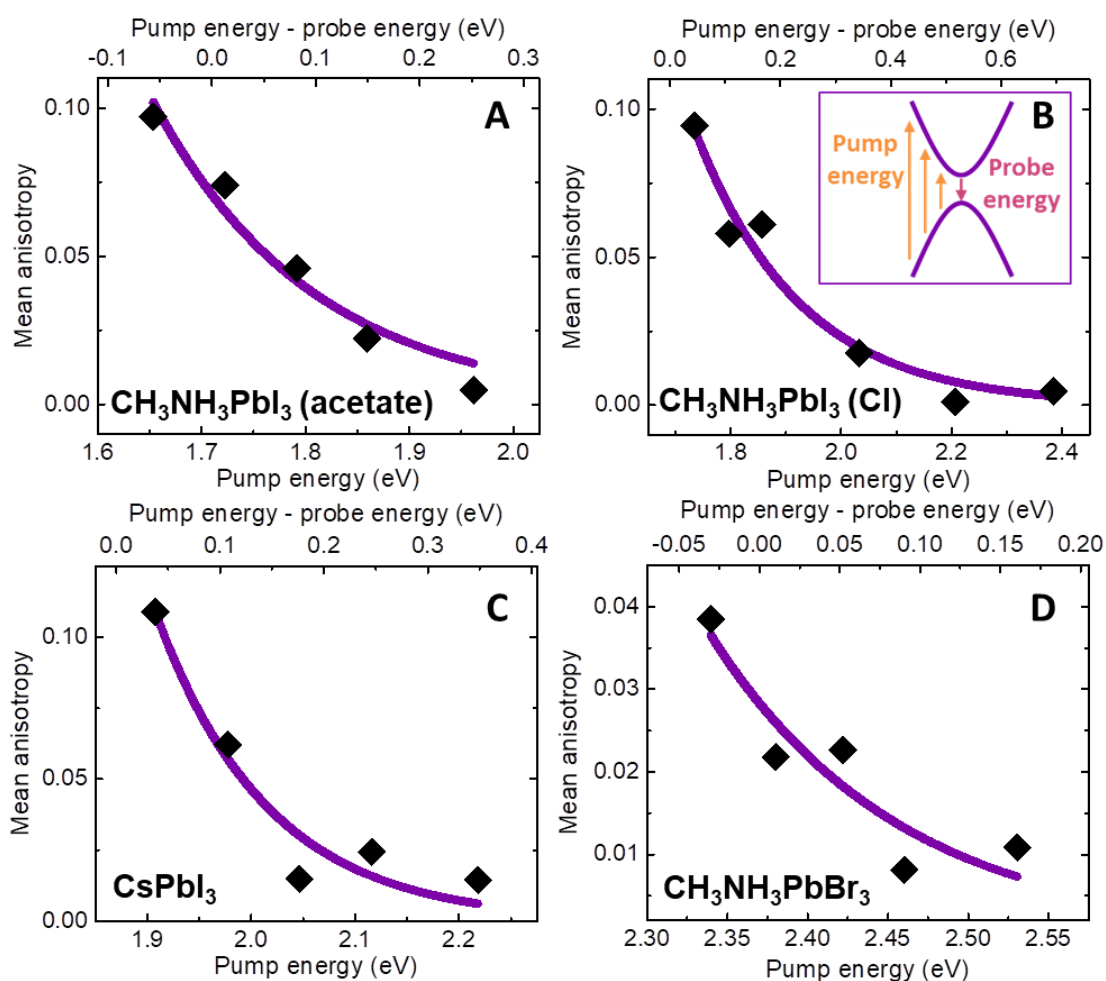 Pump energy - probe energy (eV)
-0.1 0.0 0.1 0.2 0.3
A
0.10
0.05
0.00
Mean anisotropy
CH₃NH₃PbI₃ (acetate)
1.6 1.7 1.8 1.9 2.0
Pump energy (eV)
Pump energy - probe energy (eV)
0.0 0.2 0.4 0.6
B
Pump
energy
Probe
energy
0.10
0.05
0.00
Mean anisotropy
CH₃NH₃PbI₃ (Cl)
1.8 2.0 2.2 2.4
Pump energy (eV)
Pump energy - probe energy (eV)
0.0 0.1 0.2 0.3 0.4
C
0.10
0.05
0.00
Mean anisotropy
CsPbI₃
1.9 2.0 2.1 2.2
Pump energy (eV)
Pump energy - probe energy (eV)
-0.05 0.00 0.05 0.10 0.15 0.20
D
0.04
0.03
0.02
0.01
Mean anisotropy
CH₃NH₃PbBr₃
2.30 2.40 2.45 2.50 2.55
Pump energy (eV)